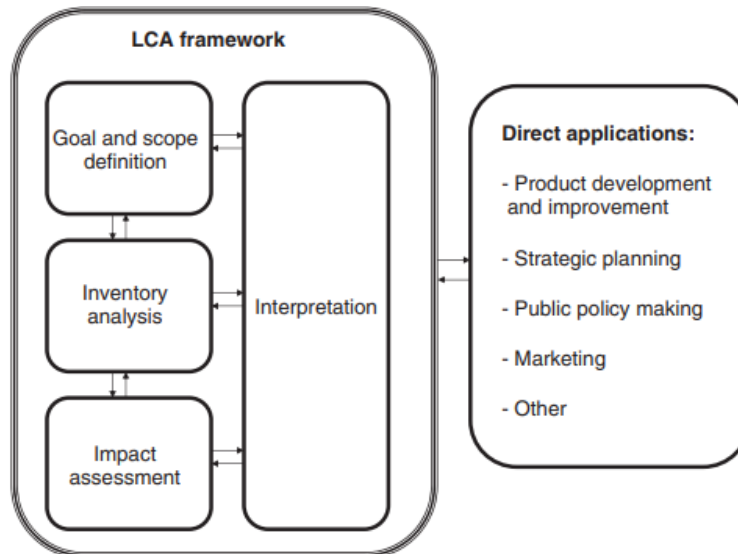 LCA framework
Goal and scope
definition
Inventory
analysis
Impact
assessment
Interpretation
Direct applications:
- Product development
and improvement
- Strategic planning
- Public policy making
- Marketing
- Other